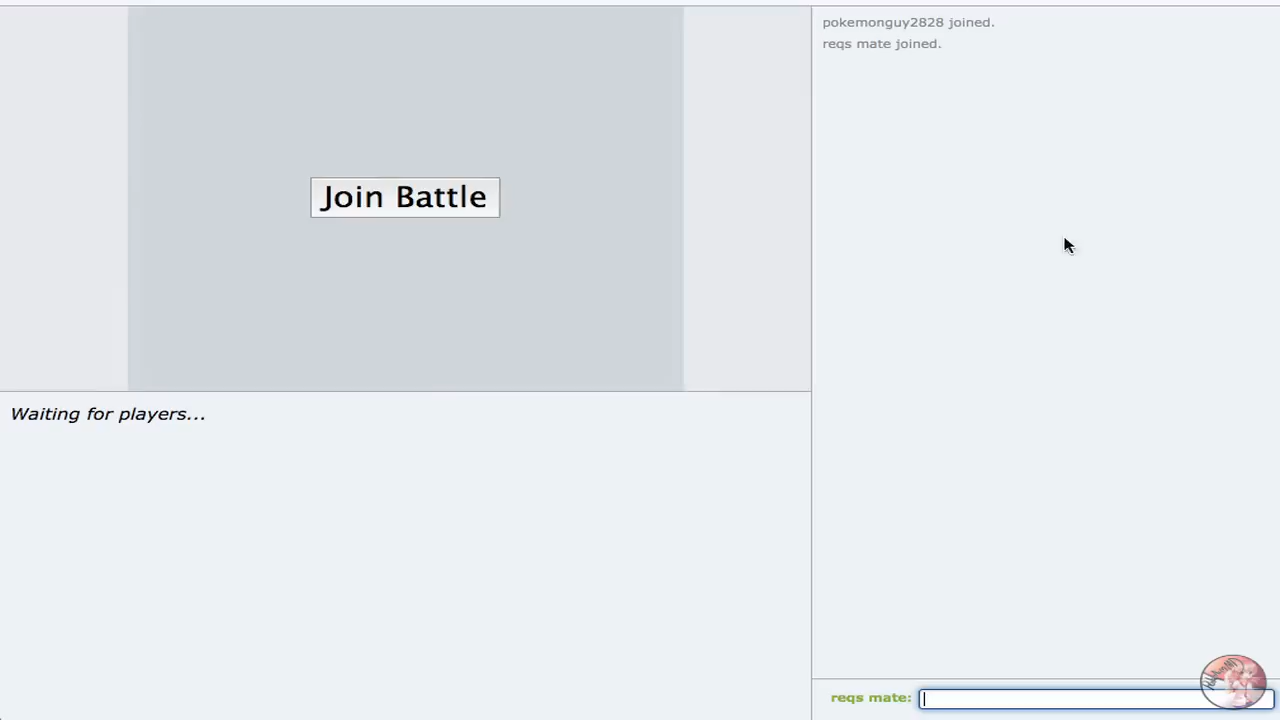 pokemonguy2828 joined.
reqs mate joined.
Join Battle
Waiting for players...
reqs mate: